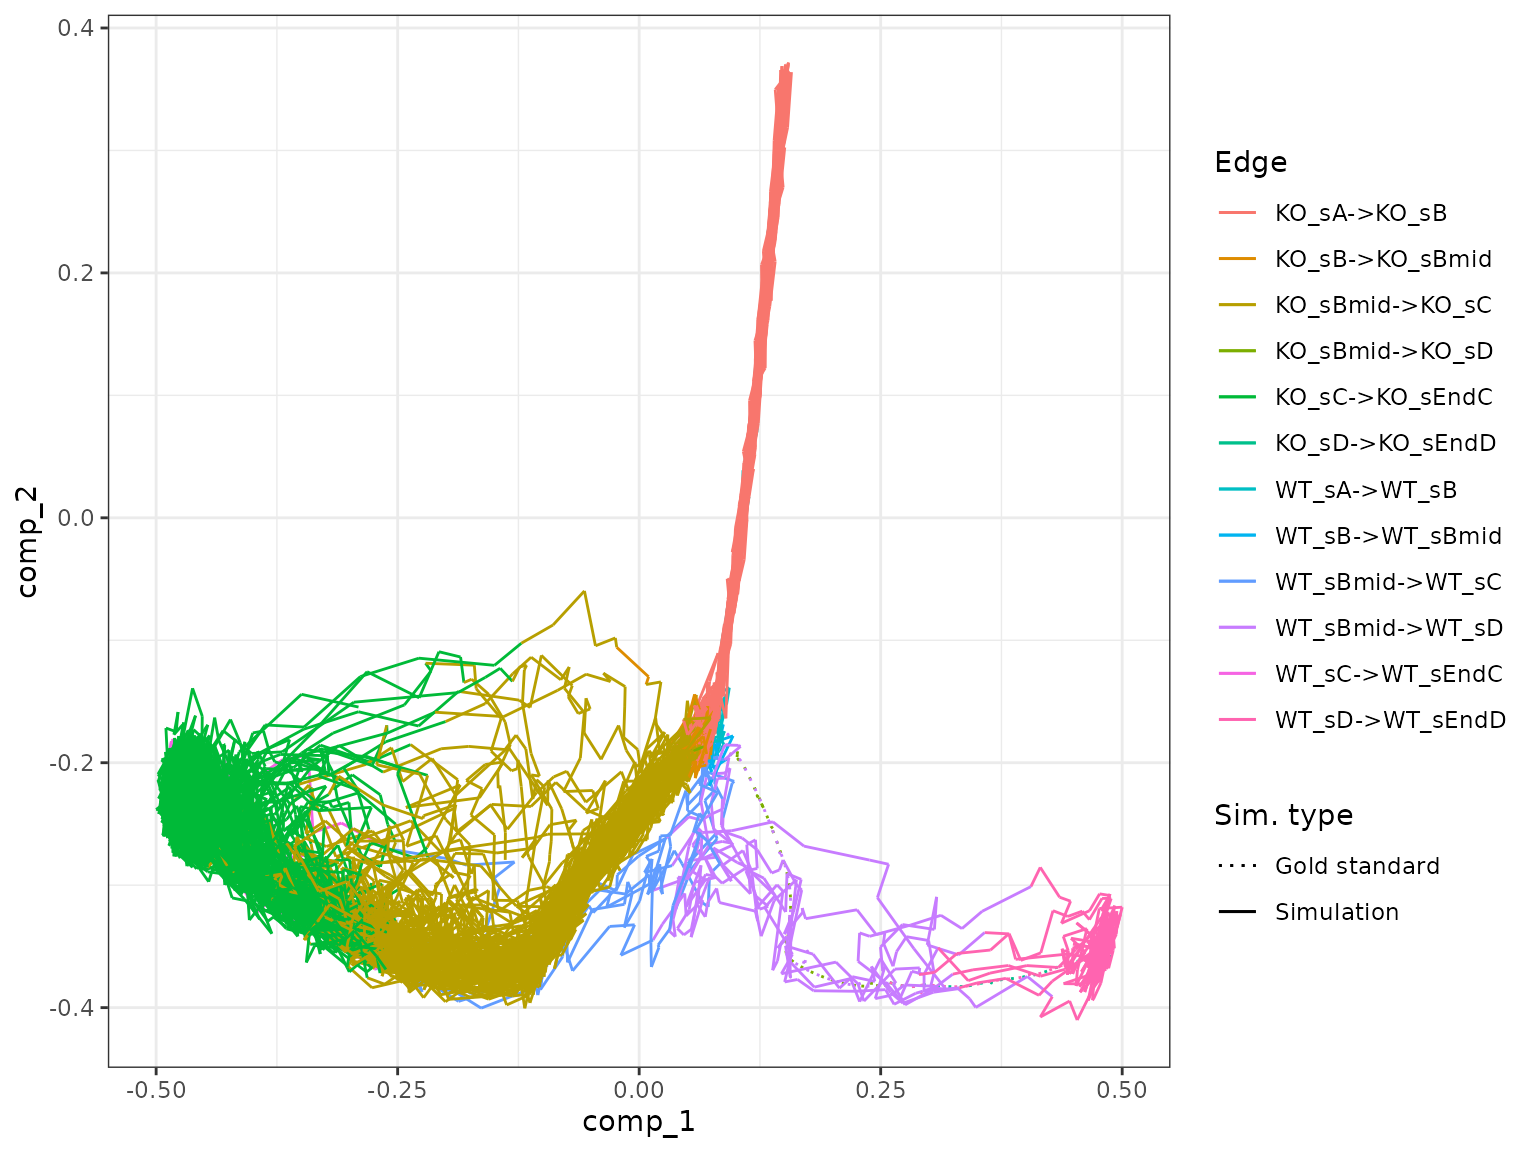 0.4
0.2
0.0
-0.2
-0.4
comp_2
-0.50
-0.25
0.00
0.25
0.50
comp_1
Edge
KO_sA->KO_sB
KO_sB->KO_sBmid
KO_sBmid->KO_sC
KO_sBmid->KO_sD
KO_sC->KO_sEndC
KO_sD->KO_sEndD
WT_sA->WT_sB
WT_sB->WT_sBmid
WT_sBmid->WT_sC
WT_sBmid->WT_sD
WT_sC->WT_sEndC
WT_sD->WT_sEndD
Sim. type
Gold standard
Simulation